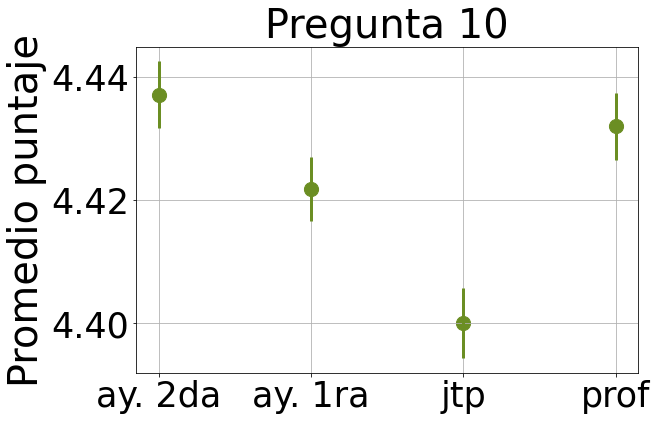 Pregunta 10
Promedio puntaje
4.44
4.42
4.40
ay. 2da
ay. 1ra
jtp
prof